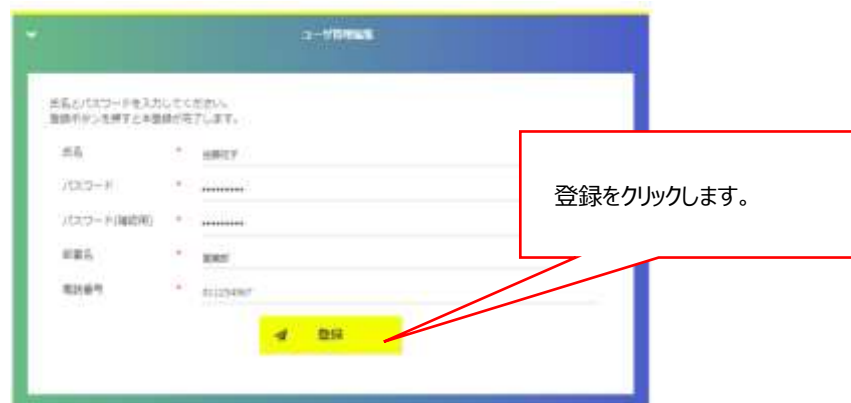 ユーザ管理編集
氏名とパスワードを入力してください。
登録ボタンを押すと本登録が完了します。
氏名 *
パスワード * •••••••••
パスワード(確認用) * •••••••••
部署名 *
電話番号 *
登録
登録をクリックします。